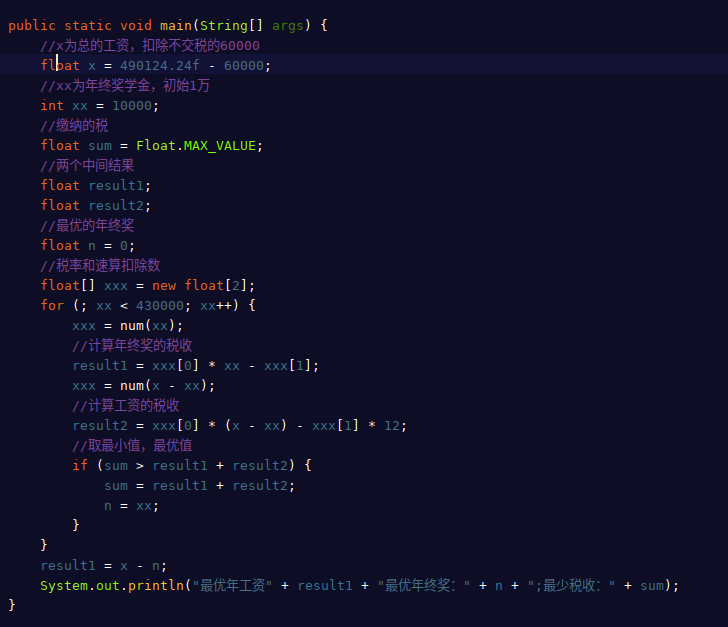 public static void main(String[] args) {
    //x为总的工资，扣除不交税的60000
    float x = 490124.24f - 60000;
    //xx为年终奖学金，初始1万
    int xx = 10000;
    //缴纳的税
    float sum = Float.MAX_VALUE;
    //两个中间结果
    float result1;
    float result2;
    //最优的年终奖
    float n = 0;
    //税率和速算扣除数
    float[] xxx = new float[2];
    for (; xx < 430000; xx++) {
        xxx = num(xx);
        //计算年终奖的税收
        result1 = xxx[0] * xx - xxx[1];
        xxx = num(x - xx);
        //计算工资的税收
        result2 = xxx[0] * (x - xx) - xxx[1] * 12;
        //取最小值，最优值
        if (sum > result1 + result2) {
            sum = result1 + result2;
            n = xx;
        }
    }
    result1 = x - n;
    System.out.println("最优年工资" + result1 + "最优年终奖：" + n + ";最少税收：" + sum);
}